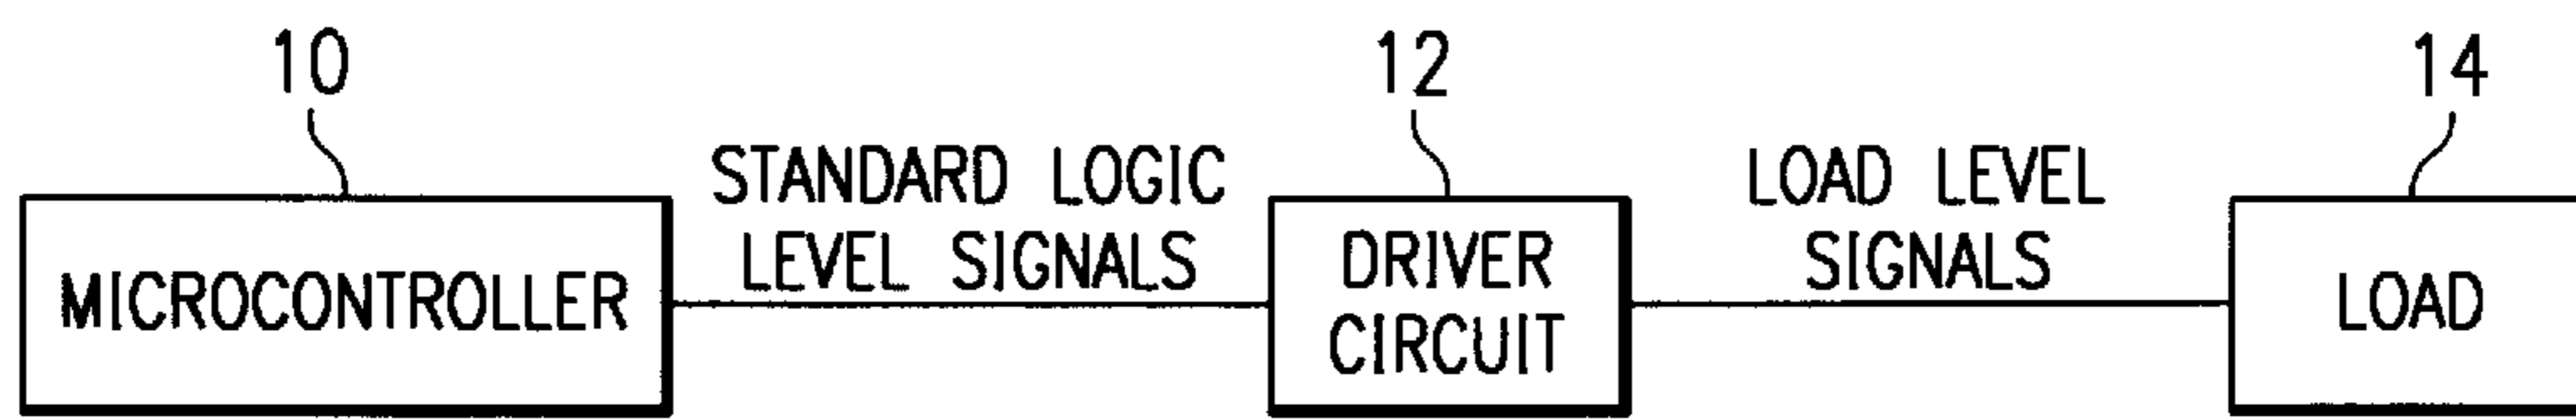 10
12
14
STANDARD LOGIC
LEVEL SIGNALS
LOAD LEVEL
SIGNALS
MICROCONTROLLER
DRIVER
CIRCUIT
LOAD